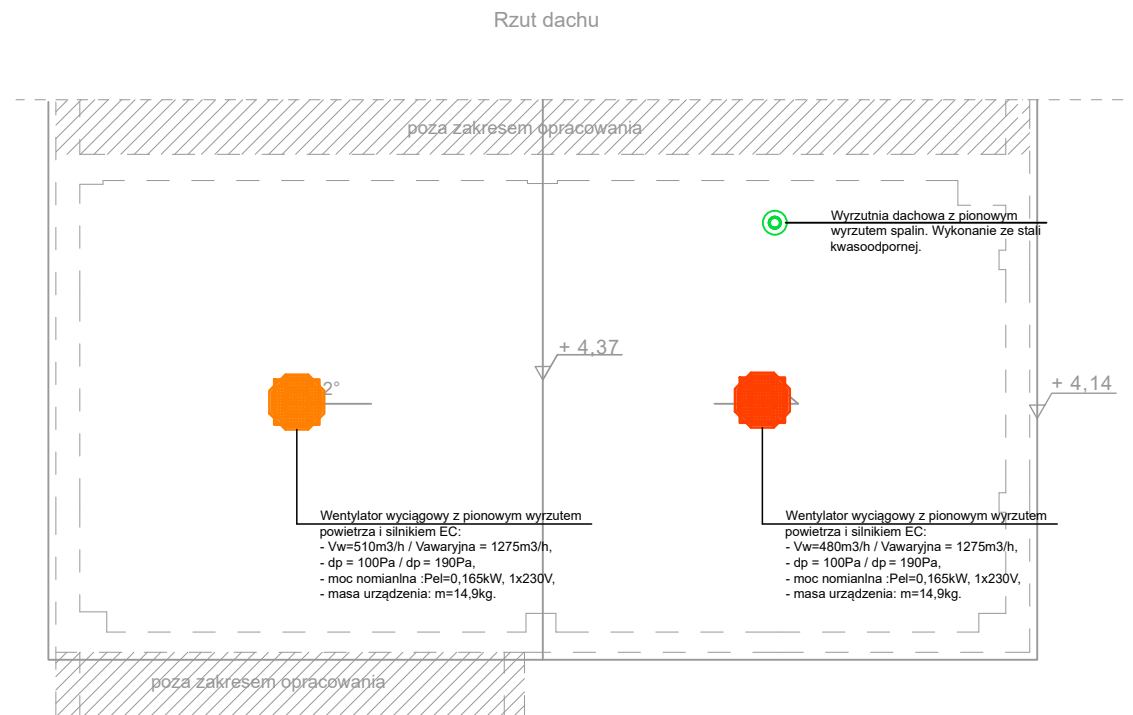 Rzut dachu
poza zakresem opracowania
Wyrzutnia dachowa z pionowym
wyrzutem spalin. Wykonanie ze stali
kwasoodpornej.
+ 4,37
+ 4,14
2°
Wentylator wyciągowy z pionowym wyrzutem
powietrza i silnikiem EC:
- Vw=510m3/h / Vawaryjna = 1275m3/h,
- dp = 100Pa / dp = 190Pa,
- moc nomianlna :Pel=0,165kW, 1x230V,
- masa urządzenia: m=14,9kg.
Wentylator wyciągowy z pionowym wyrzutem
powietrza i silnikiem EC:
- Vw=480m3/h / Vawaryjna = 1275m3/h,
- dp = 100Pa / dp = 190Pa,
- moc nomianlna :Pel=0,165kW, 1x230V,
- masa urządzenia: m=14,9kg.
poza zakresem opracowania